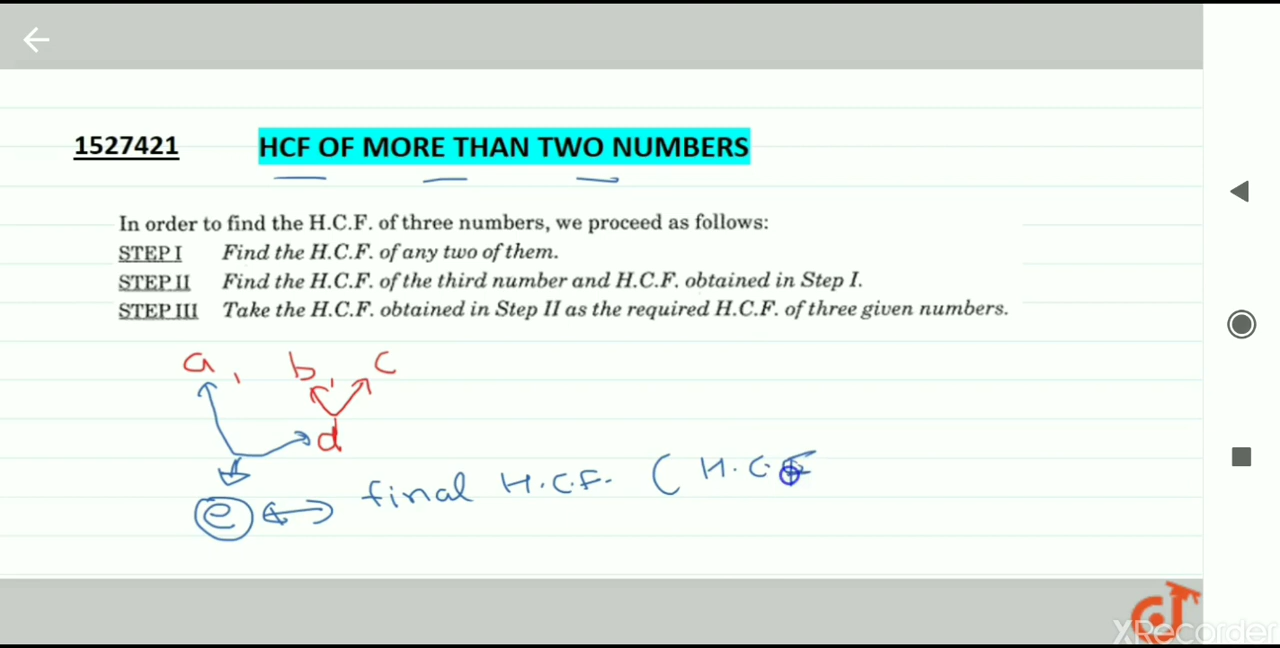 1527421 HCF OF MORE THAN TWO NUMBERS
In order to find the H.C.F. of three numbers, we proceed as follows:
STEP I Find the H.C.F. of any two of them.
STEP II Find the H.C.F. of the third number and H.C.F. obtained in Step I.
STEP III Take the H.C.F. obtained in Step II as the required H.C.F. of three given numbers.
a, b, c
d
e final H.C.F. ( H.C.F
XRecorder